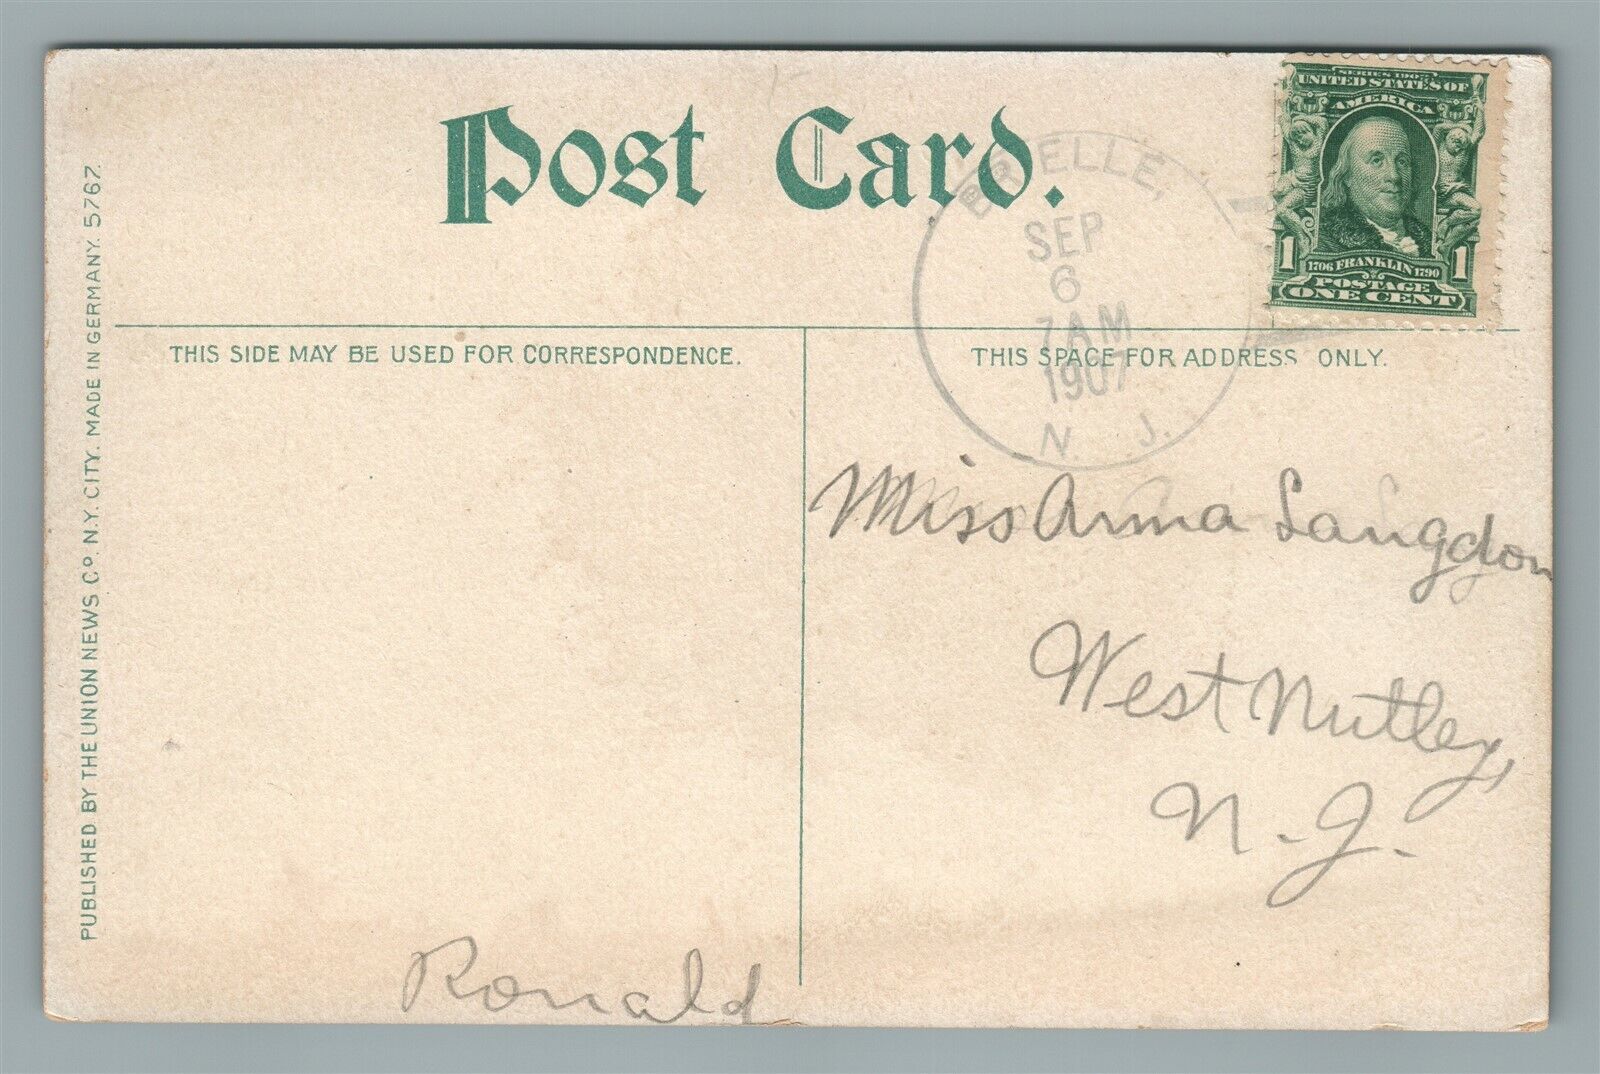 Post Card.
SERIES 1902
UNITED STATES OF
AMERICA
1 1
1706 FRANKLIN 1790
POSTAGE
ONE CENT
BRIELLE,
SEP
6
7 AM
1907
N. J.
THIS SIDE MAY BE USED FOR CORRESPONDENCE.
THIS SPACE FOR ADDRESS ONLY.
PUBLISHED BY THE UNION NEWS Co. N.Y. CITY. MADE IN GERMANY. 5767.
Miss Anna Langdon
West Nutley,
N. J.
Ronald